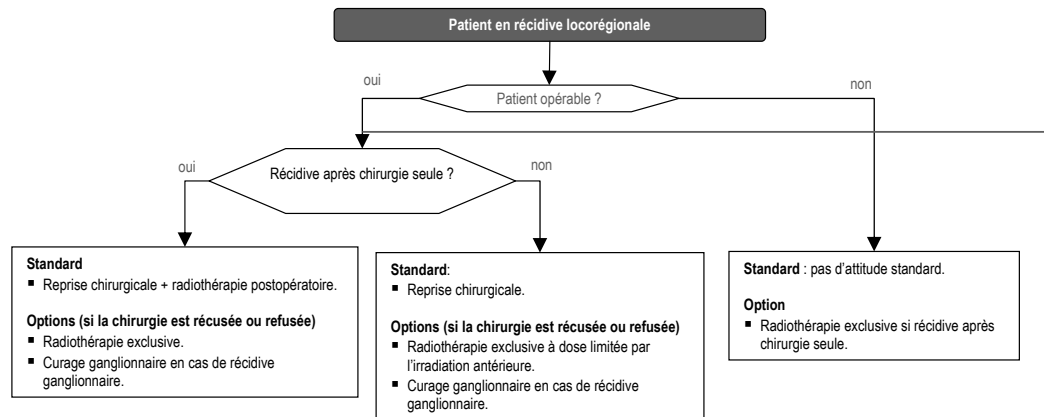 Patient en récidive locorégionale
oui
non
Patient opérable ?
oui
non
Récidive après chirurgie seule ?
Standard
▪ Reprise chirurgicale + radiothérapie postopératoire.
Options (si la chirurgie est récusée ou refusée)
▪ Radiothérapie exclusive.
▪ Curage ganglionnaire en cas de récidive
ganglionnaire.
Standard:
▪ Reprise chirurgicale.
Options (si la chirurgie est récusée ou refusée)
▪ Radiothérapie exclusive à dose limitée par
l’irradiation antérieure.
▪ Curage ganglionnaire en cas de récidive
ganglionnaire.
Standard : pas d’attitude standard.
Option
▪ Radiothérapie exclusive si récidive après
chirurgie seule.